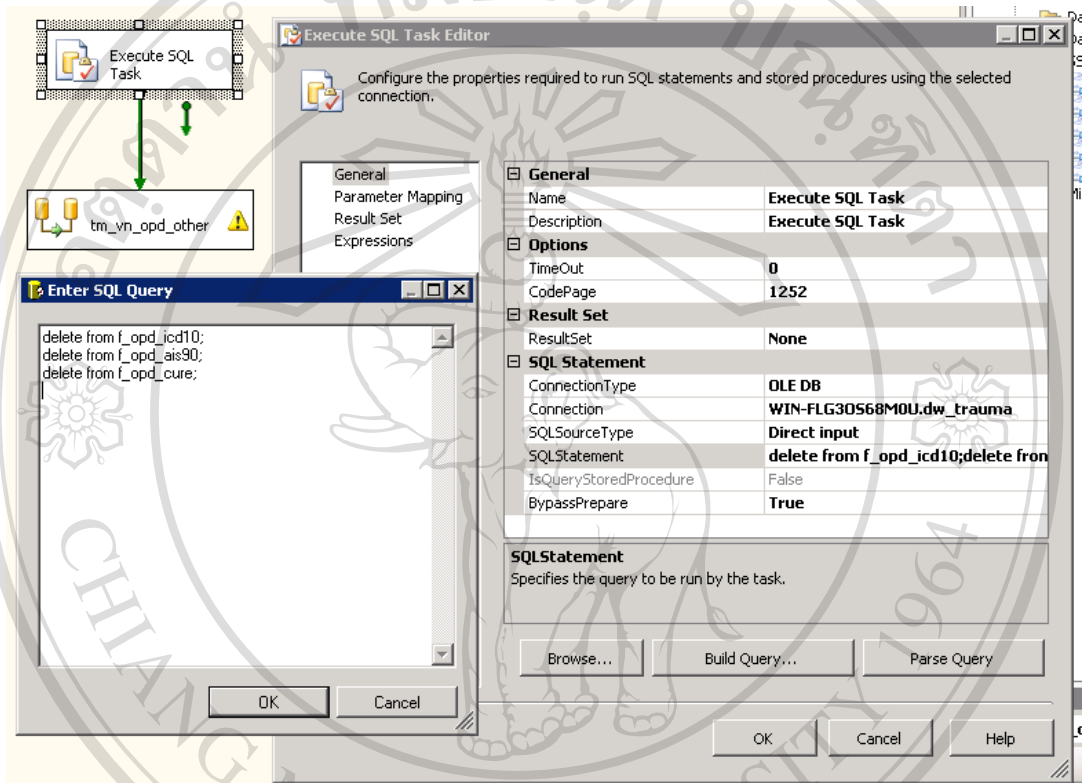 Execute SQL
Task
tm_vn_opd_other
Execute SQL Task Editor
Configure the properties required to run SQL statements and stored procedures using the selected
connection.
General
Parameter Mapping
Result Set
Expressions
General
Name Execute SQL Task
Description Execute SQL Task
Options
TimeOut 0
CodePage 1252
Result Set
ResultSet None
SQL Statement
ConnectionType OLE DB
Connection WIN-FLG3OS68M0U.dw_trauma
SQLSourceType Direct input
SQLStatement delete from f_opd_icd10;delete fron
IsQueryStoredProcedure False
BypassPrepare True
SQLStatement
Specifies the query to be run by the task.
Browse... Build Query... Parse Query
OK Cancel Help
Enter SQL Query
delete from f_opd_icd10;
delete from f_opd_ais90;
delete from f_opd_cure;
OK Cancel
CHIANG
1964